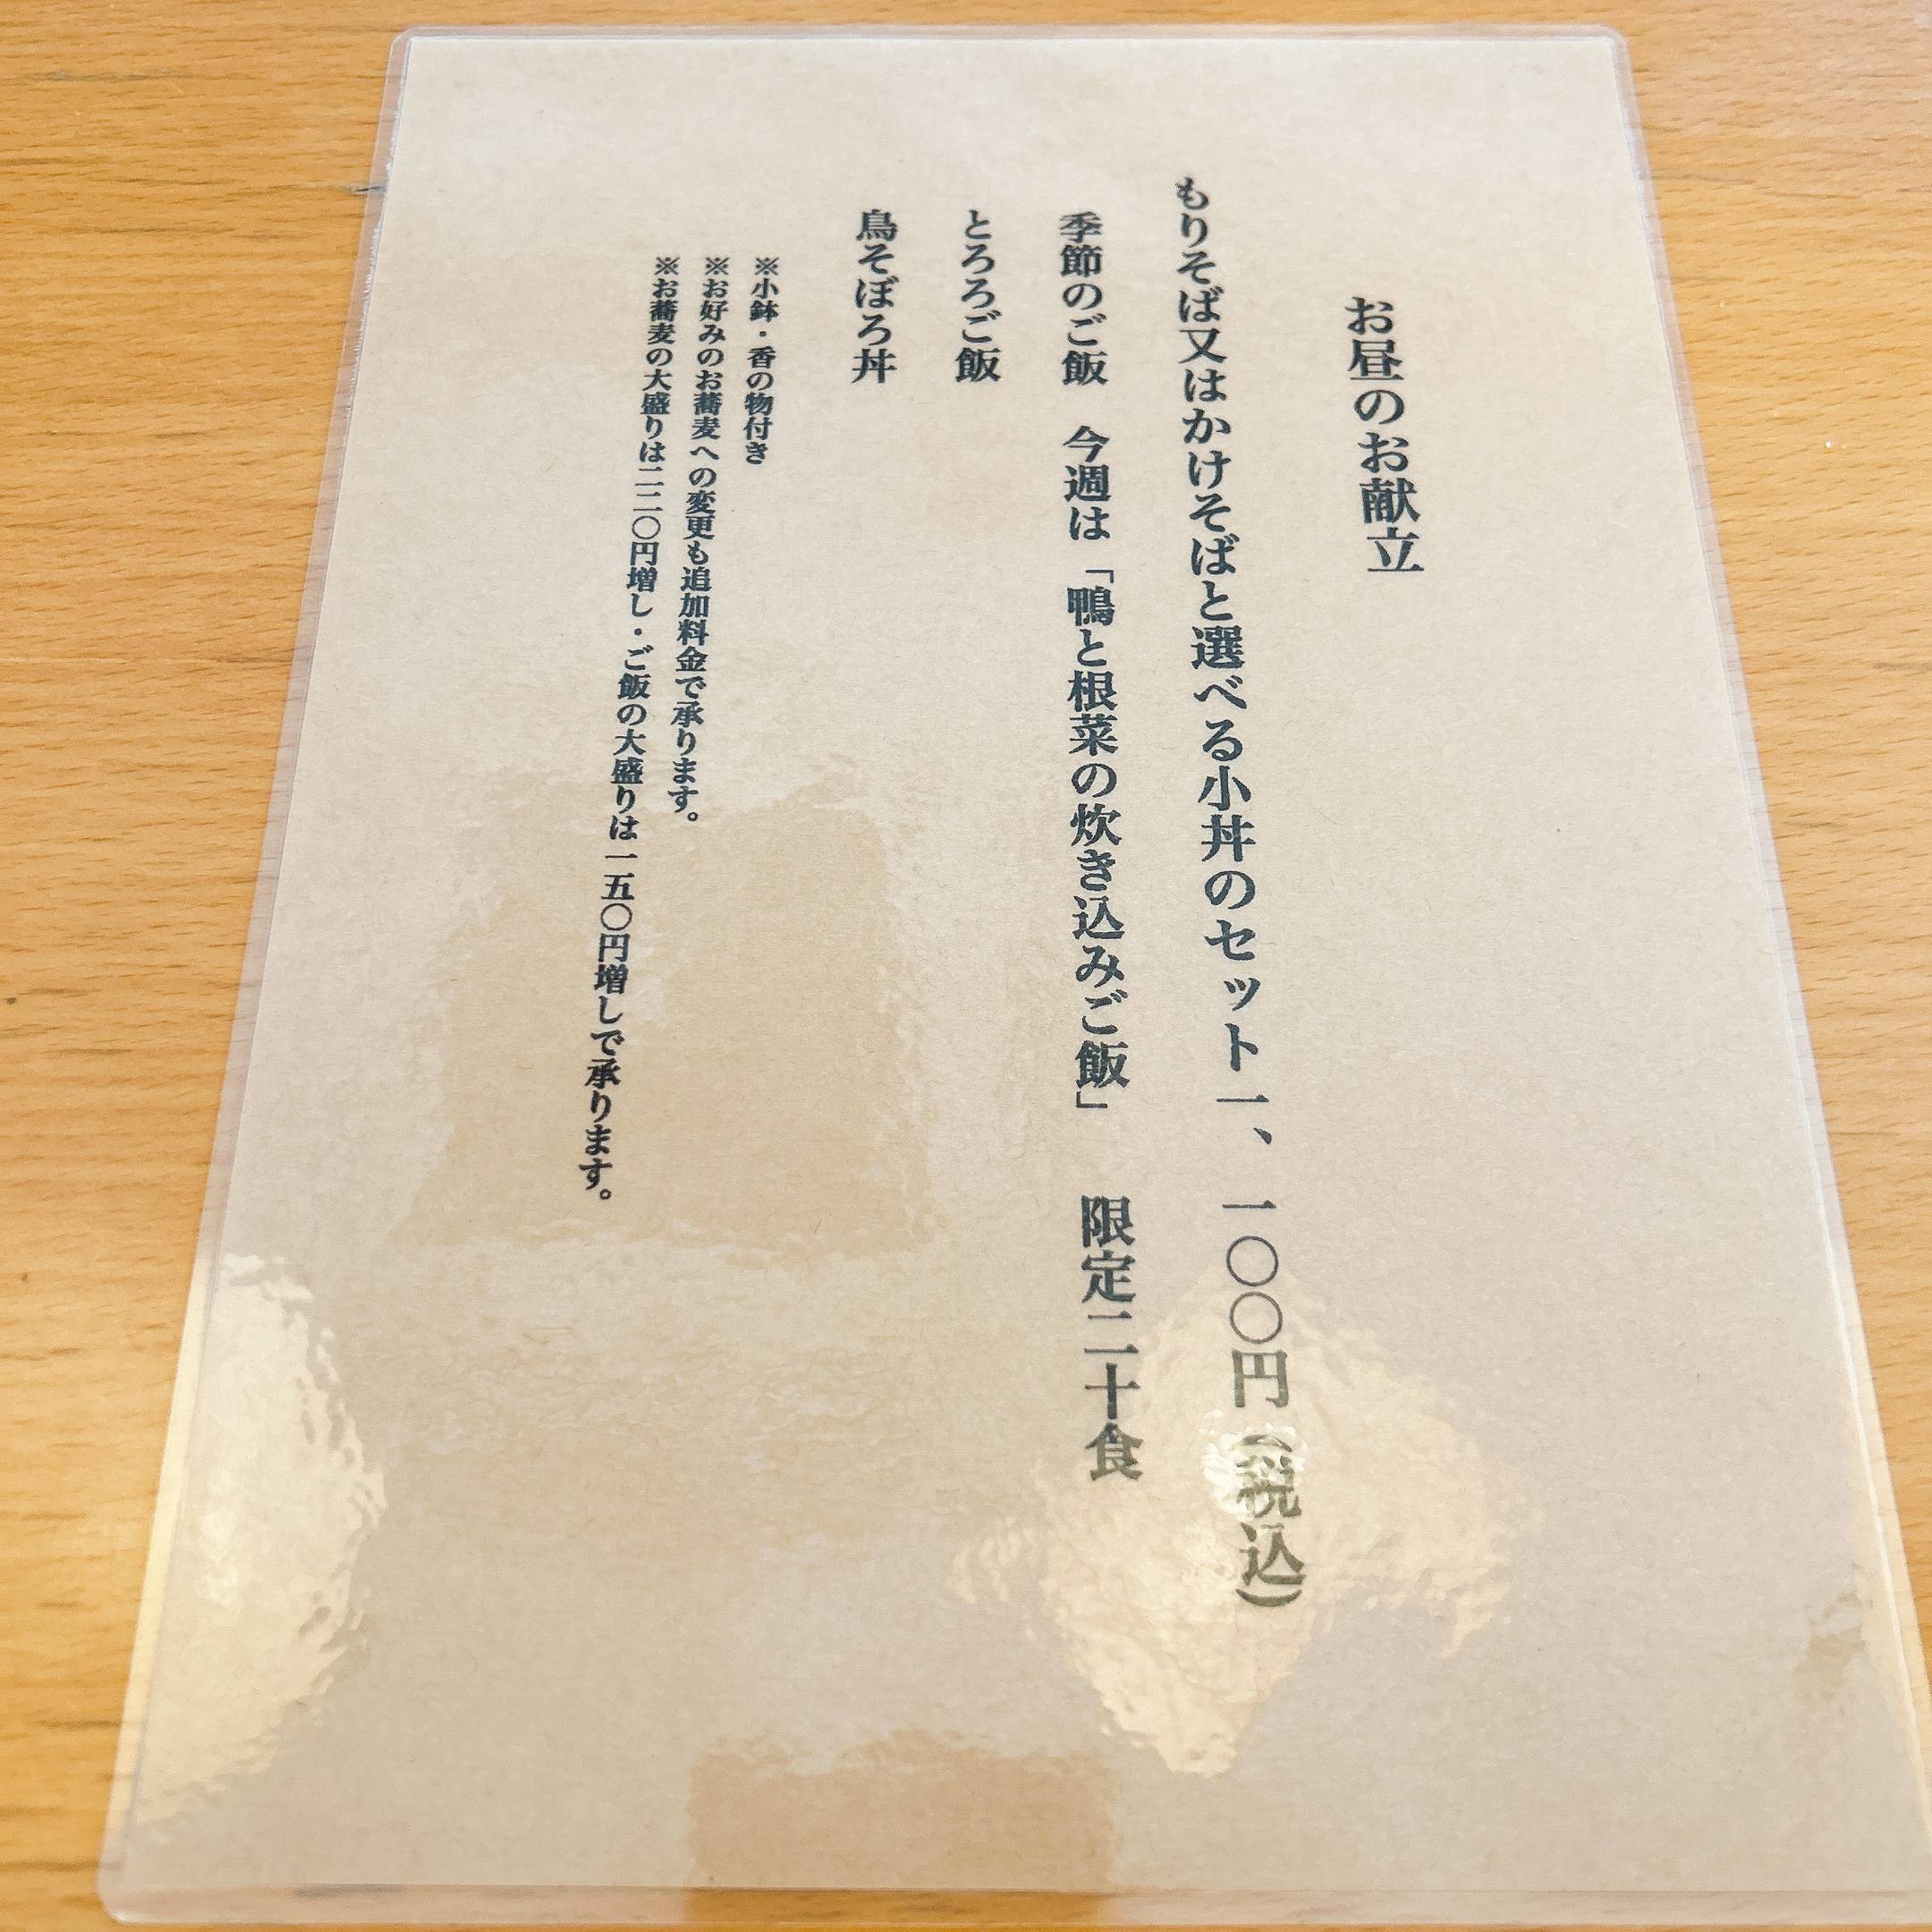 お昼のお献立
もりそば又はかけそばと選べる小丼のセット 一、一〇〇円（税込）
季節のご飯 今週は「鴨と根菜の炊き込みご飯」 限定二十食
とろろご飯
鳥そぼろ丼
※小鉢・香の物付き
※お好みのお蕎麦への変更も追加料金で承ります。
※お蕎麦の大盛りは二二〇円増し・ご飯の大盛りは一五〇円増しで承ります。